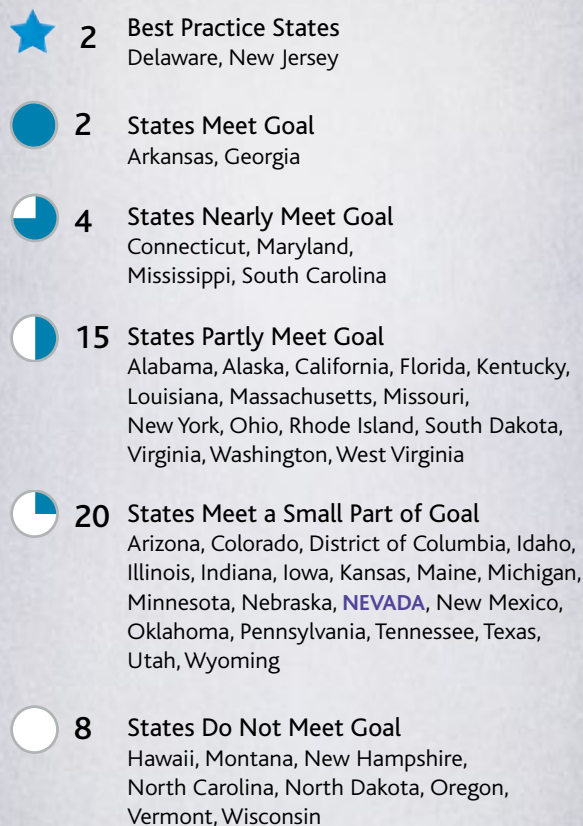 2 Best Practice States
Delaware, New Jersey
2 States Meet Goal
Arkansas, Georgia
4 States Nearly Meet Goal
Connecticut, Maryland,
Mississippi, South Carolina
15 States Partly Meet Goal
Alabama, Alaska, California, Florida, Kentucky,
Louisiana, Massachusetts, Missouri,
New York, Ohio, Rhode Island, South Dakota,
Virginia, Washington, West Virginia
20 States Meet a Small Part of Goal
Arizona, Colorado, District of Columbia, Idaho,
Illinois, Indiana, Iowa, Kansas, Maine, Michigan,
Minnesota, Nebraska, NEVADA, New Mexico,
Oklahoma, Pennsylvania, Tennessee, Texas,
Utah, Wyoming
8 States Do Not Meet Goal
Hawaii, Montana, New Hampshire,
North Carolina, North Dakota, Oregon,
Vermont, Wisconsin